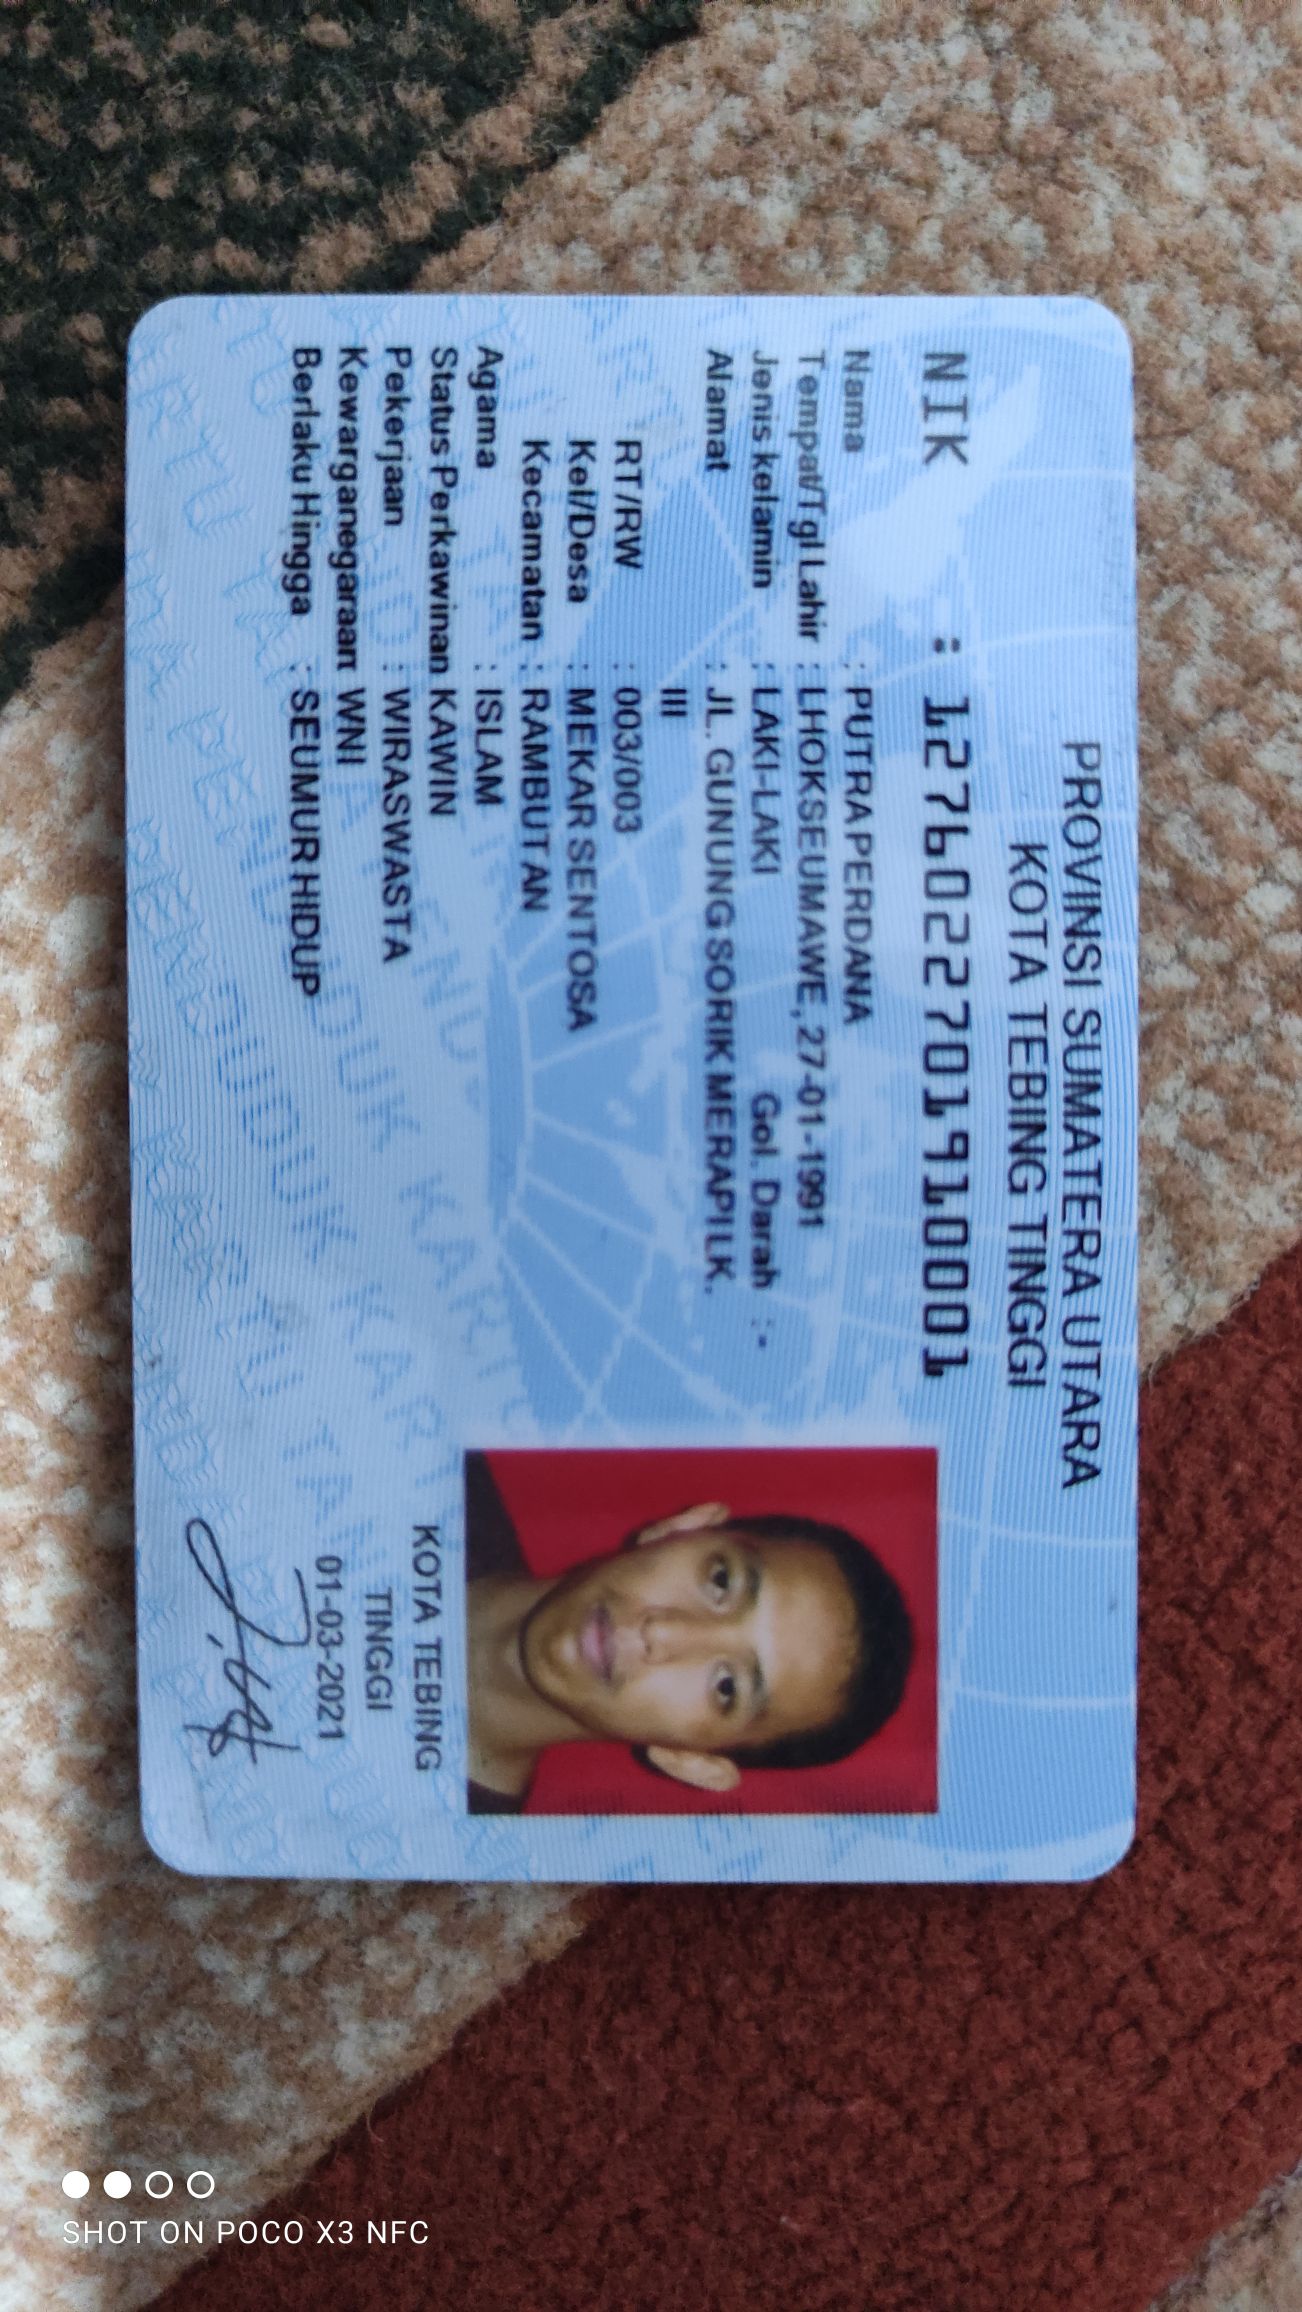 PROVINSI SUMATERA UTARA
KOTA TEBING TINGGI
NIK : 1276022701910001
Nama : PUTRA PERDANA
Tempat/Tgl Lahir : LHOKSEUMAWE, 27-01-1991
Jenis kelamin : LAKI-LAKI Gol. Darah : -
Alamat : JL. GUNUNG SORIK MERAPI LK.
III
RT/RW : 003/003
Kel/Desa : MEKAR SENTOSA
Kecamatan : RAMBUTAN
Agama : ISLAM
Status Perkawinan KAWIN
Pekerjaan : WIRASWASTA
Kewarganegaraan WNI
Berlaku Hingga : SEUMUR HIDUP
KOTA TEBING
TINGGI
01-03-2021
SHOT ON POCO X3 NFC